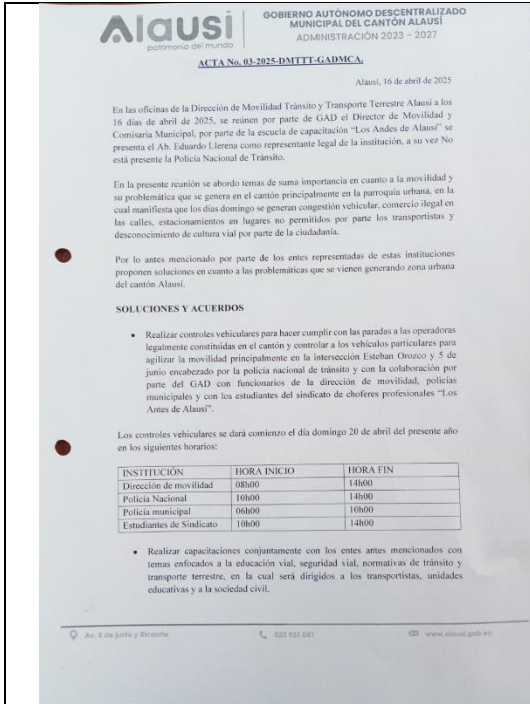 Alausí
patrimonio del mundo
GOBIERNO AUTÓNOMO DESCENTRALIZADO
MUNICIPAL DEL CANTÓN ALAUSÍ
ADMINISTRACIÓN 2023 - 2027
ACTA No. 03-2025-DMTTT-GADMCA.
Alausí, 16 de abril de 2025
En las oficinas de la Dirección de Movilidad Tránsito y Transporte Terrestre Alausí a los
16 días de abril de 2025, se reúnen por parte de GAD el Director de Movilidad y
Comisaria Municipal, por parte de la escuela de capacitación “Los Andes de Alausí” se
presenta el Ab. Eduardo Llerena como representante legal de la institución, a su vez No
está presente la Policía Nacional de Tránsito.
En la presente reunión se abordo temas de suma importancia en cuanto a la movilidad y
su problemática que se genera en el cantón principalmente en la parroquia urbana, en la
cual manifiesta que los días domingo se generan congestión vehicular, comercio ilegal en
las calles, estacionamientos en lugares no permitidos por parte los transportistas y
desconocimiento de cultura vial por parte de la ciudadanía.
Por lo antes mencionado por parte de los entes representadas de estas instituciones
proponen soluciones en cuanto a las problemáticas que se vienen generando zona urbana
del cantón Alausí.
SOLUCIONES Y ACUERDOS
• Realizar controles vehiculares para hacer cumplir con las paradas a las operadoras
legalmente constituidas en el cantón y controlar a los vehículos particulares para
agilizar la movilidad principalmente en la intersección Esteban Orozco y 5 de
junio encabezado por la policía nacional de tránsito y con la colaboración por
parte del GAD con funcionarios de la dirección de movilidad, policías
municipales y con los estudiantes del sindicato de choferes profesionales “Los
Antes de Alausí”.
Los controles vehiculares se dará comienzo el día domingo 20 de abril del presente año
en los siguientes horarios:
INSTITUCIÓN HORA INICIO HORA FIN
Dirección de movilidad 08h00 14h00
Policía Nacional 10h00 14h00
Policía municipal 06h00 10h00
Estudiantes de Sindicato 10h00 14h00
• Realizar capacitaciones conjuntamente con los entes antes mencionados con
temas enfocados a la educación vial, seguridad vial, normativas de tránsito y
transporte terrestre, en la cual será dirigidos a los transportistas, unidades
educativas y a la sociedad civil.
Av. 5 de junio y Ricaurte 033 931 081 www.alausi.gob.ec